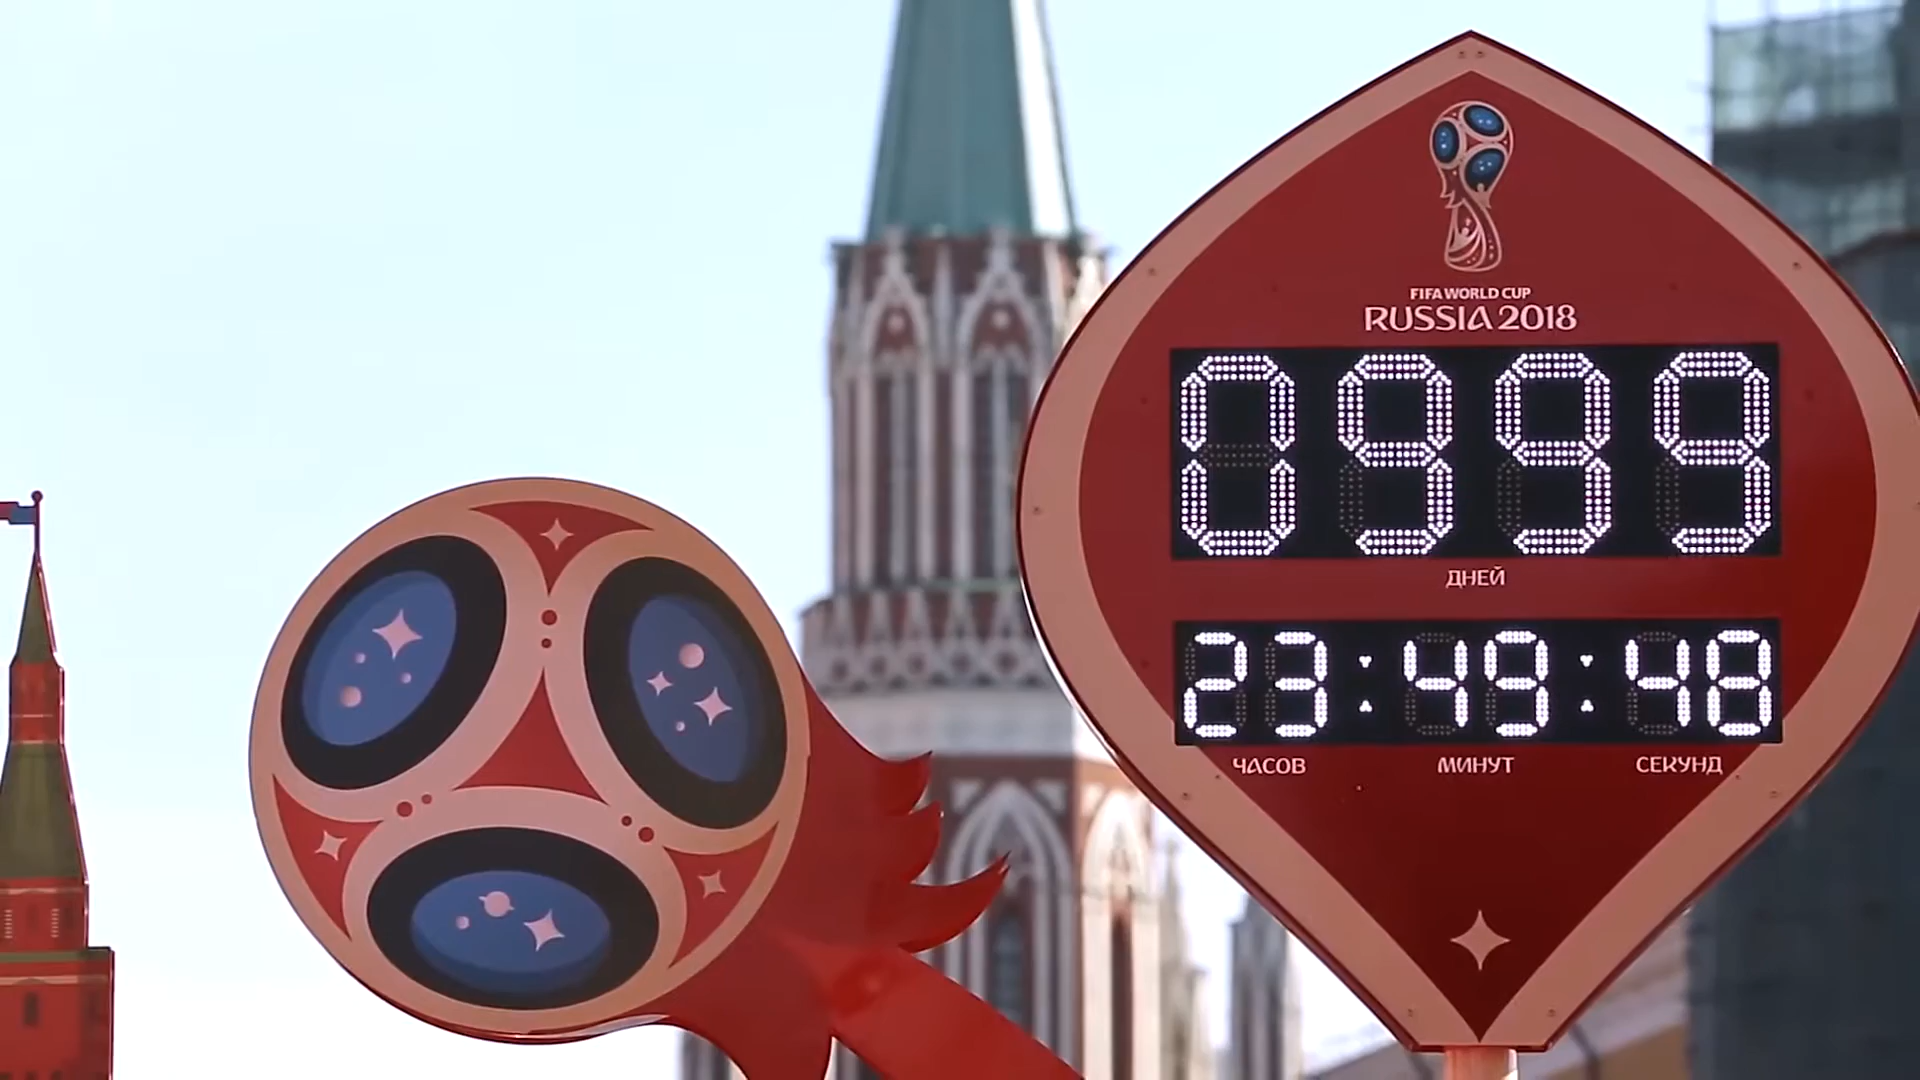 FIFA WORLD CUP
RUSSIA 2018
0999
ДНЕЙ
23:49:48
ЧАСОВ МИНУТ СЕКУНД